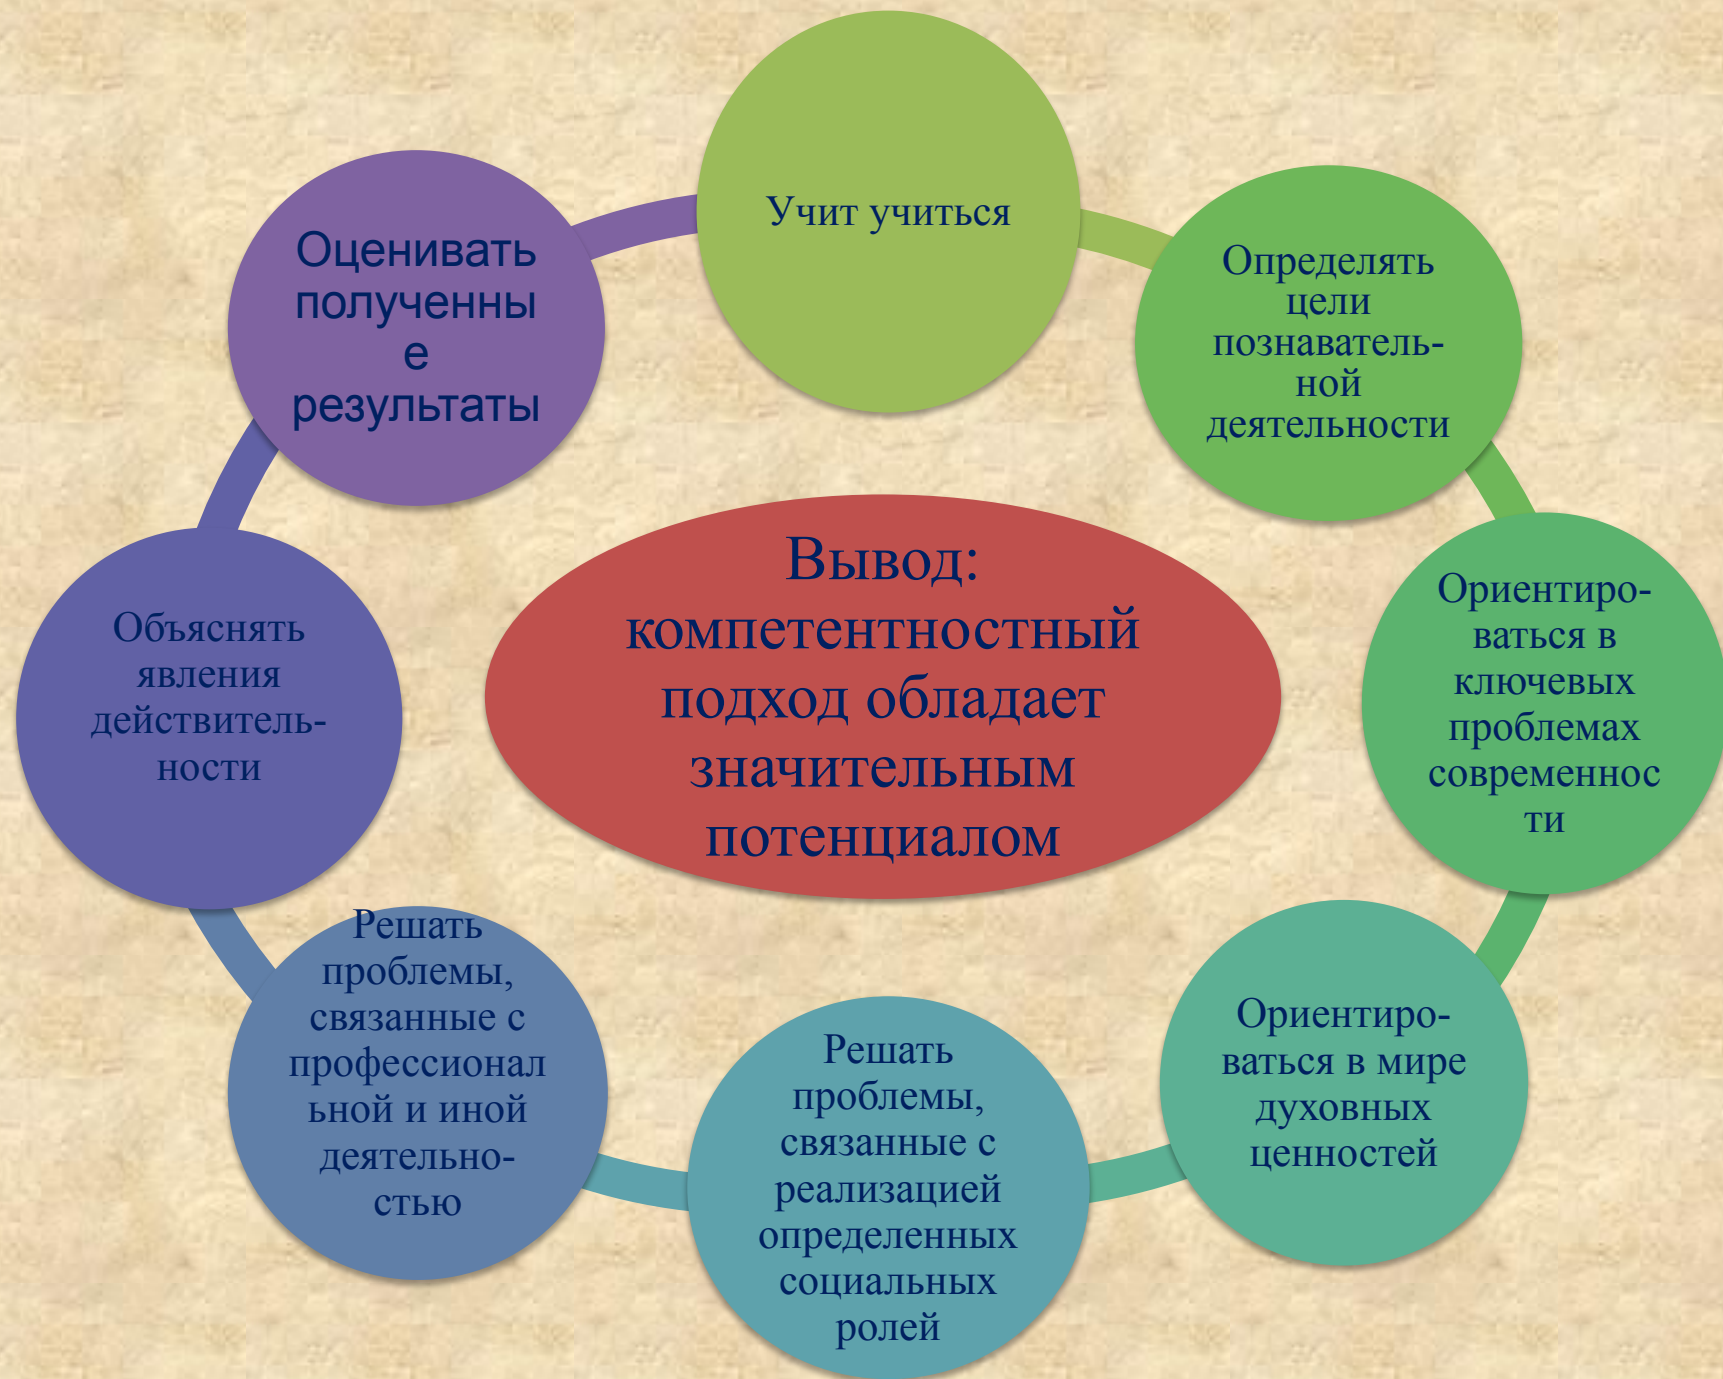 Учит учиться
Определять
цели
познаватель-
ной
деятельности
Ориентиро-
ваться в
ключевых
проблемах
современнос
ти
Ориентиро-
ваться в мире
духовных
ценностей
Решать
проблемы,
связанные с
реализацией
определенных
социальных
ролей
Решать
проблемы,
связанные с
профессионал
ьной и иной
деятельно-
стью
Объяснять
явления
действитель-
ности
Оценивать
полученны
е
результаты
Вывод:
компетентностный
подход обладает
значительным
потенциалом